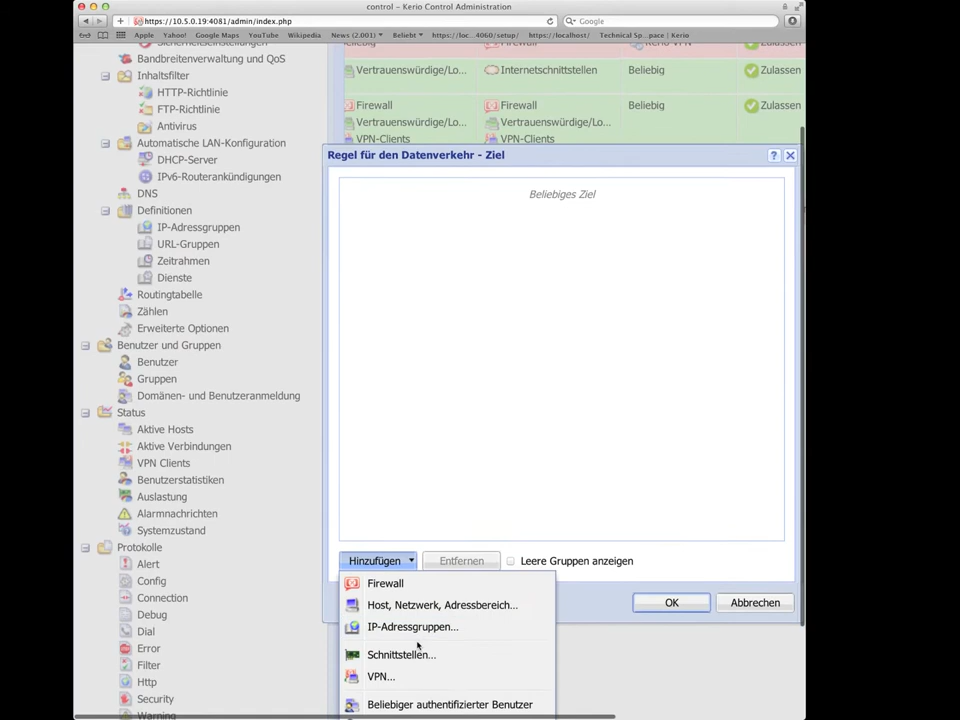 control - Kerio Control Administration
https://10.5.0.19:4081/admin/index.php
Google
Apple Yahoo! Google Maps YouTube Wikipedia News (2.001) Beliebt https://loc...4060/setup/ https://localhost/ Technical Sp...pace | Kerio
Sicherheitseinstellungen
Bandbreitenverwaltung und QoS
Inhaltsfilter
HTTP-Richtlinie
FTP-Richtlinie
Antivirus
Automatische LAN-Konfiguration
DHCP-Server
IPv6-Routerankündigungen
DNS
Definitionen
IP-Adressgruppen
URL-Gruppen
Zeitrahmen
Dienste
Routingtabelle
Zählen
Erweiterte Optionen
Benutzer und Gruppen
Benutzer
Gruppen
Domänen- und Benutzeranmeldung
Status
Aktive Hosts
Aktive Verbindungen
VPN Clients
Benutzerstatistiken
Auslastung
Alarmnachrichten
Systemzustand
Protokolle
Alert
Config
Connection
Debug
Dial
Error
Filter
Http
Security
Warning
Beliebig Firewall Kerio VPN Zulassen
Vertrauenswürdige/Lo... Internetschnittstellen Beliebig Zulassen
Firewall Firewall Beliebig Zulassen
Vertrauenswürdige/Lo... Vertrauenswürdige/Lo...
VPN-Clients VPN-Clients
Regel für den Datenverkehr - Ziel
Beliebiges Ziel
Hinzufügen Entfernen Leere Gruppen anzeigen
OK Abbrechen
Firewall
Host, Netzwerk, Adressbereich...
IP-Adressgruppen...
Schnittstellen...
VPN...
Beliebiger authentifizierter Benutzer